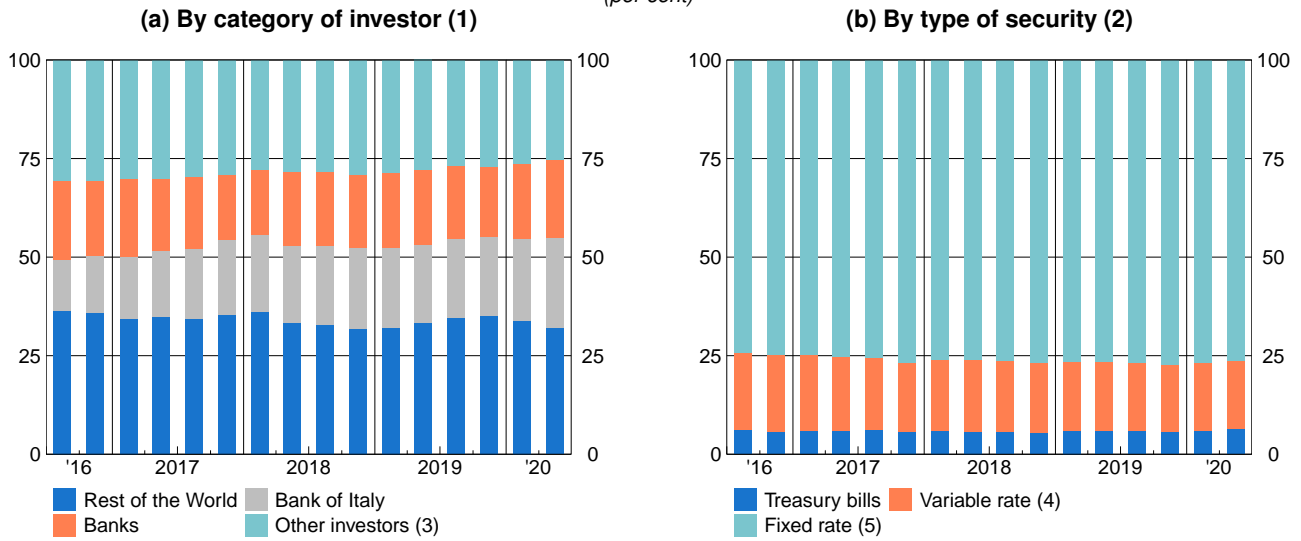 (per cent)
(a) By category of investor (1)
100
75
50
25
0
100
75
50
25
0
'16 2017 2018 2019 '20
Rest of the World Bank of Italy
Banks Other investors (3)
(b) By type of security (2)
100
75
50
25
0
100
75
50
25
0
'16 2017 2018 2019 '20
Treasury bills Variable rate (4)
Fixed rate (5)